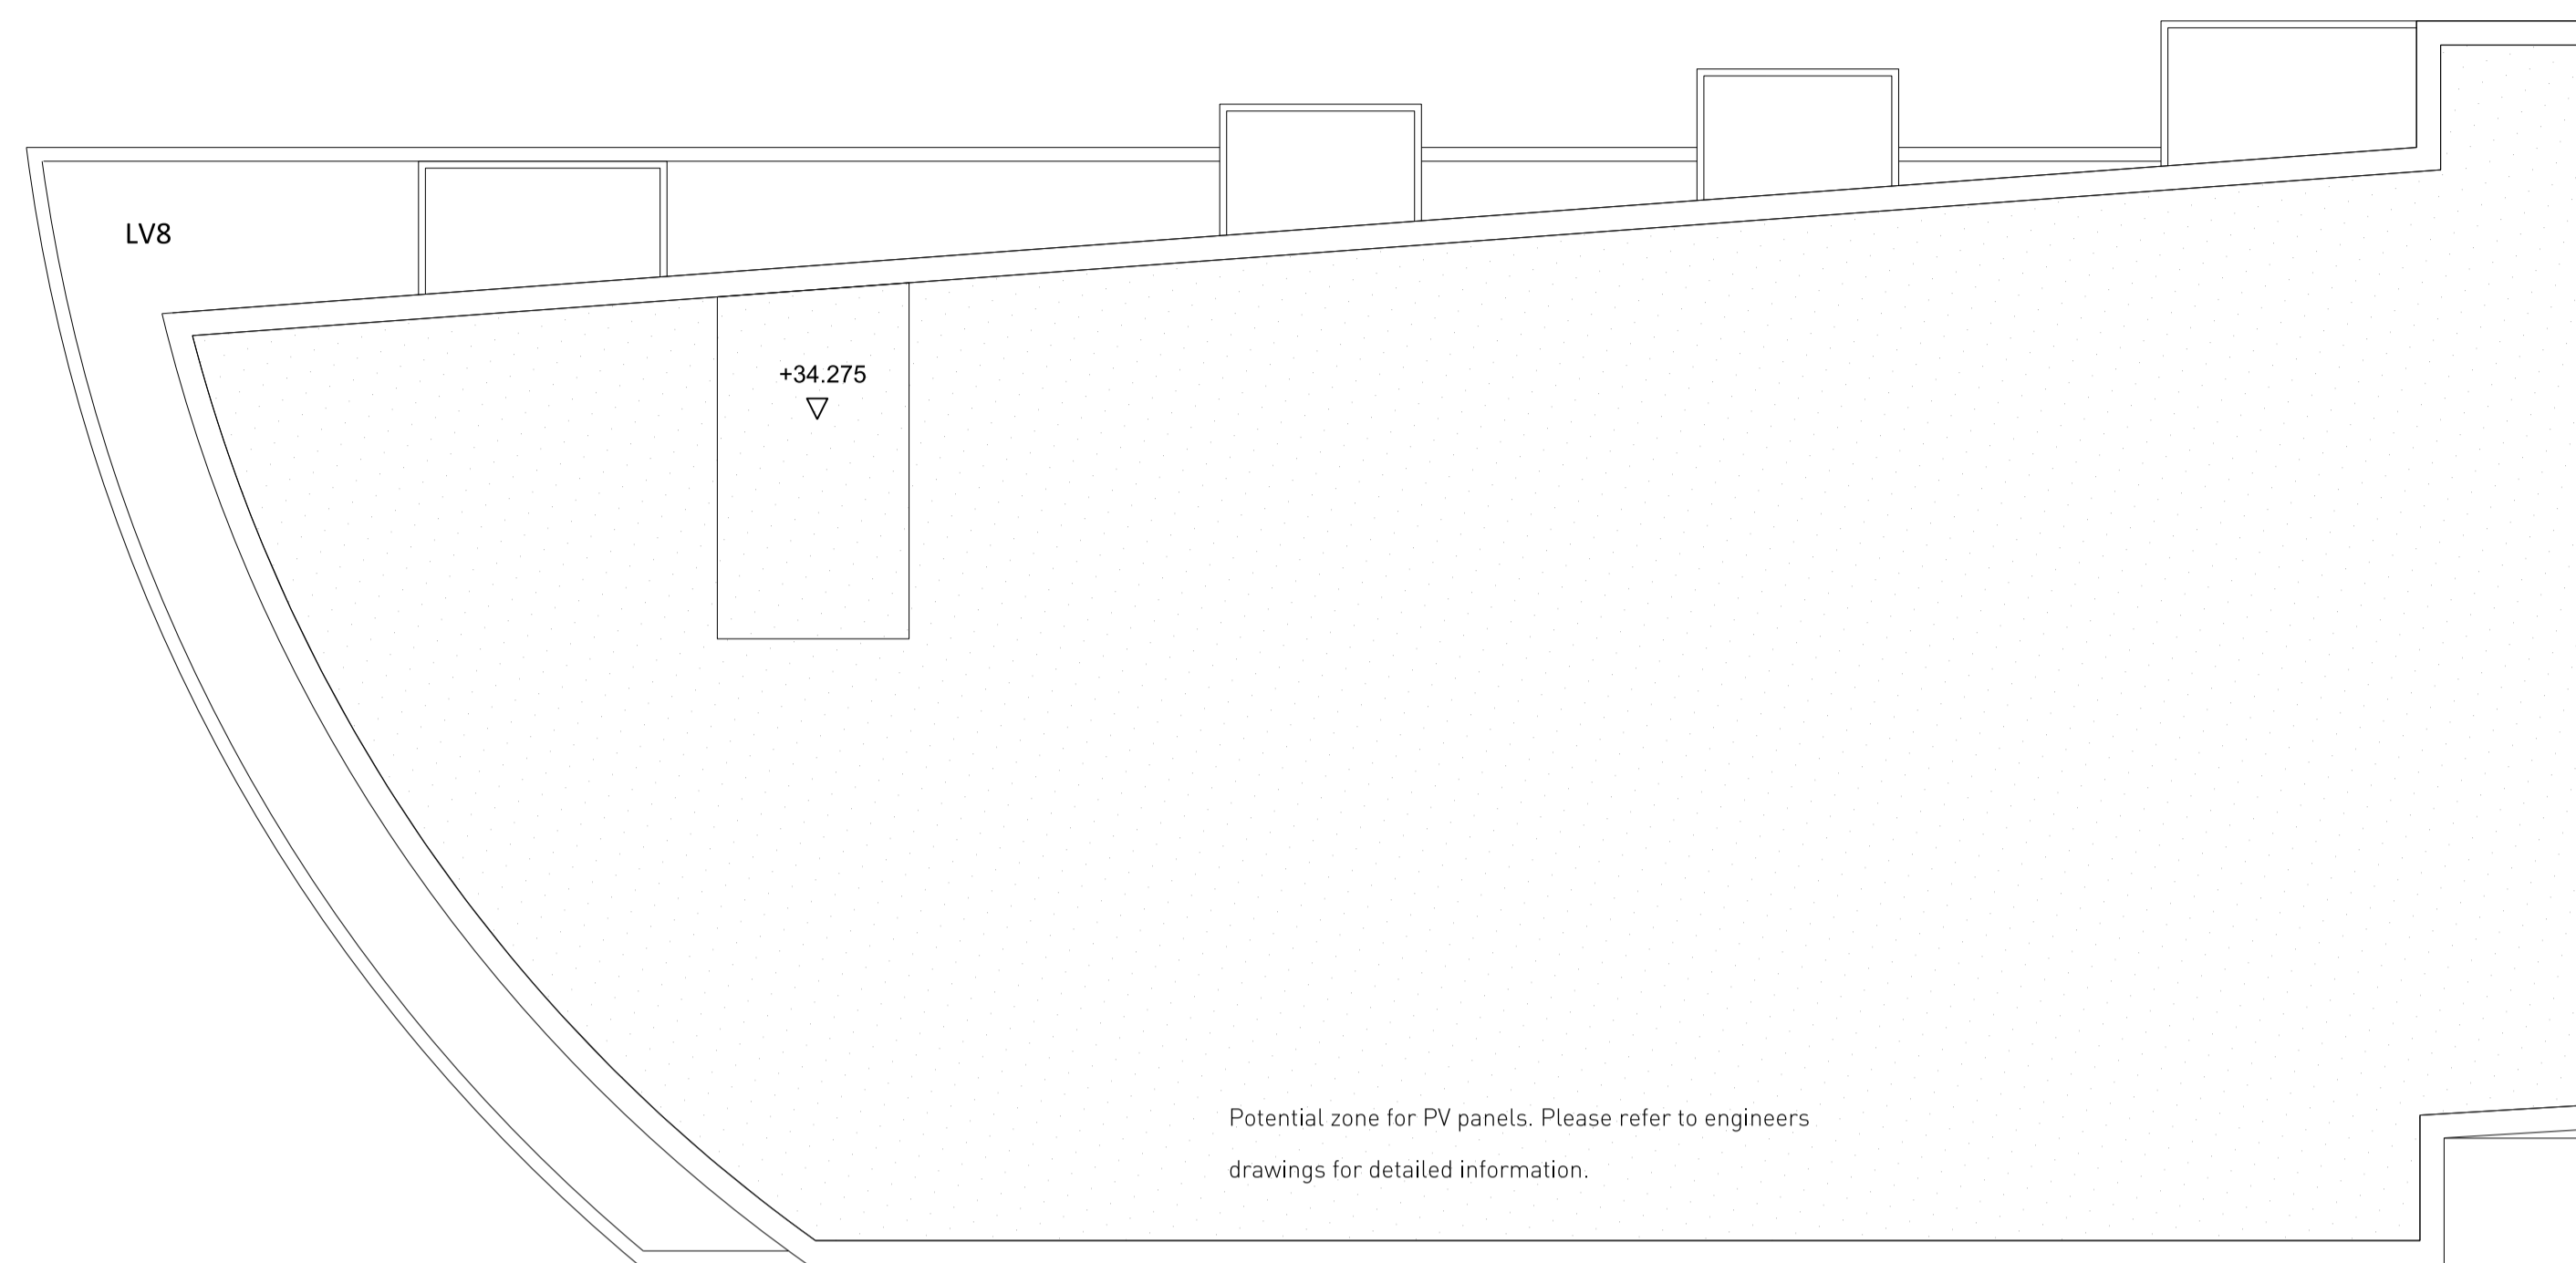 LV8
+34.275
Potential zone for PV panels. Please refer to engineers
drawings for detailed information.